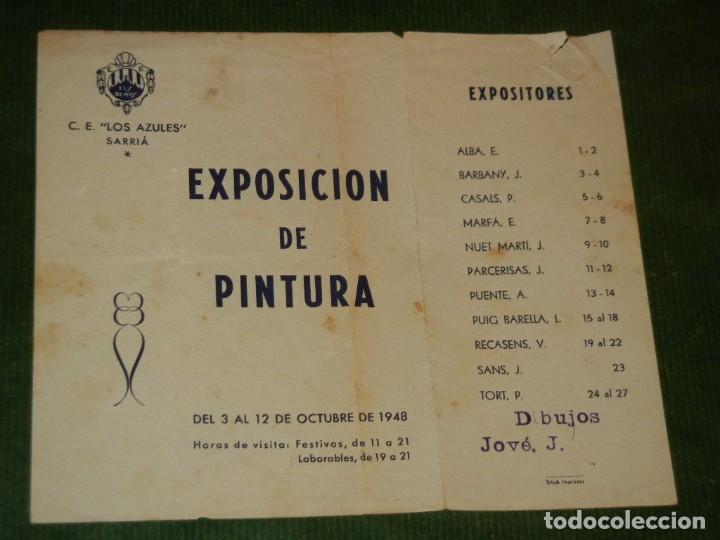 C. E. "LOS AZULES"
SARRIÁ
EXPOSICION
DE
PINTURA
DEL 3 AL 12 DE OCTUBRE DE 1948
Horas de visita: Festivos, de 11 a 21
Laborables, de 19 a 21
EXPOSITORES
ALBA, E. 1 - 2
BARBANY, J. 3 - 4
CASALS, P. 5 - 6
MARFÁ, E. 7 - 8
NUET MARTÍ, J. 9 - 10
PARCERISAS, J. 11 - 12
PUENTE, A. 13 - 14
PUIG BARELLA, I. 15 al 18
RECASENS, V. 19 al 22
SANS, J. 23
TORT, P. 24 al 27
Dibujos
Jové, J.
SALA Impresor
todocoleccion.net